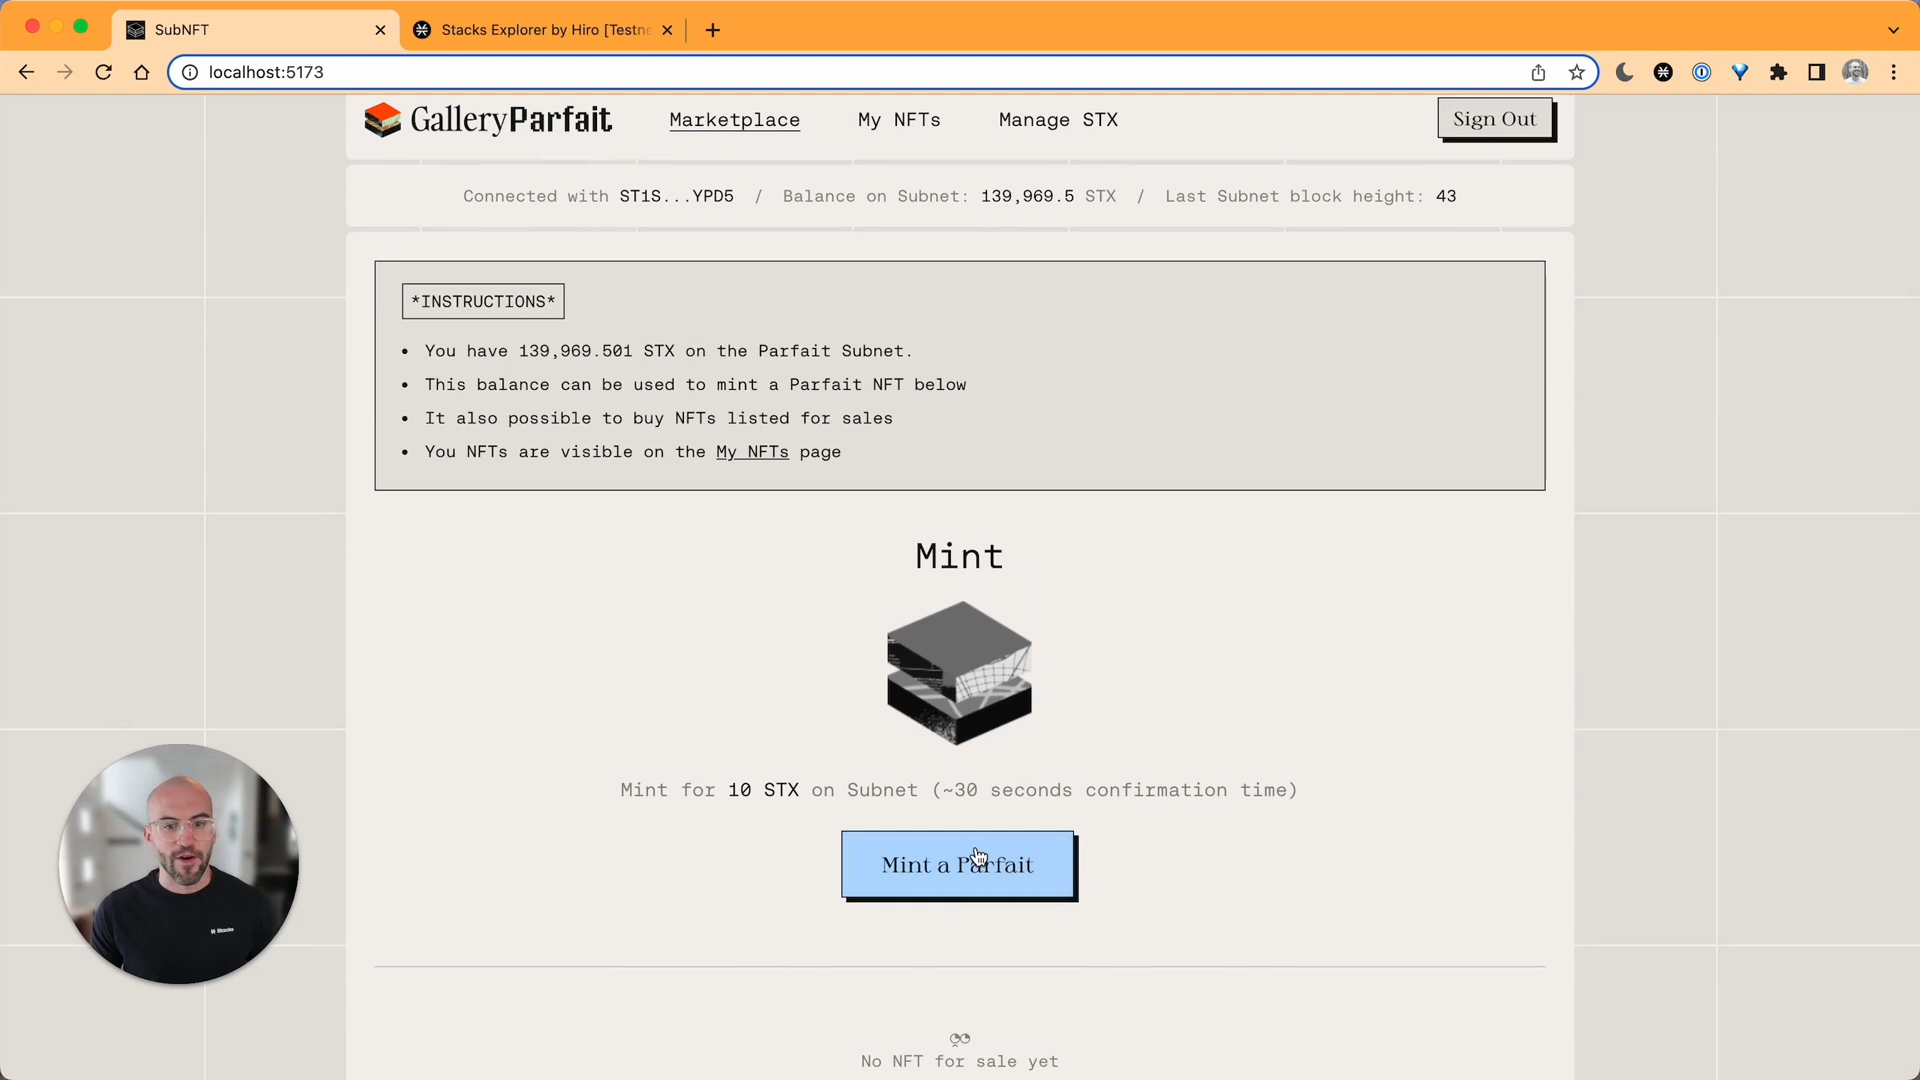 SubNFT
Stacks Explorer by Hiro [Testne
localhost:5173
GalleryParfait
Marketplace
My NFTs
Manage STX
Sign Out
Connected with ST1S...YPD5 / Balance on Subnet: 139,969.5 STX / Last Subnet block height: 43
*INSTRUCTIONS*
• You have 139,969.501 STX on the Parfait Subnet.
• This balance can be used to mint a Parfait NFT below
• It also possible to buy NFTs listed for sales
• You NFTs are visible on the My NFTs page
Mint
Mint for 10 STX on Subnet (~30 seconds confirmation time)
Mint a Parfait
Stacks
No NFT for sale yet